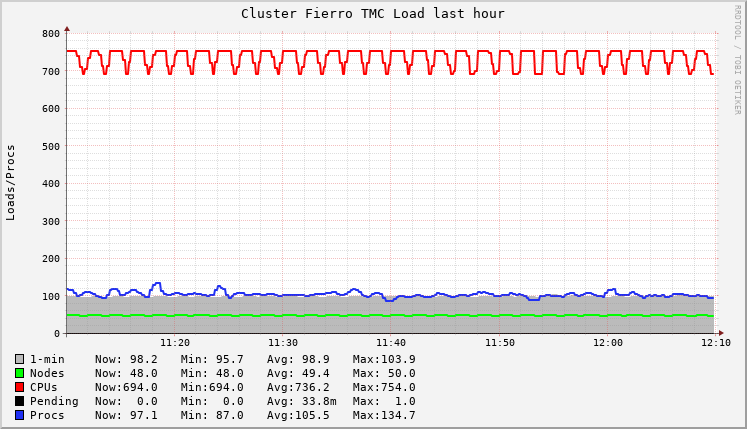 Cluster Fierro TMC Load last hour
RRDTOOL / TOBI OETIKER
Loads/Procs
800
700
600
500
400
300
200
100
0
11:20 11:30 11:40 11:50 12:00 12:10
1-min Now: 98.2 Min: 95.7 Avg: 98.9 Max:103.9
Nodes Now: 48.0 Min: 48.0 Avg: 49.4 Max: 50.0
CPUs Now:694.0 Min:694.0 Avg:736.2 Max:754.0
Pending Now: 0.0 Min: 0.0 Avg: 33.8m Max: 1.0
Procs Now: 97.1 Min: 87.0 Avg:105.5 Max:134.7